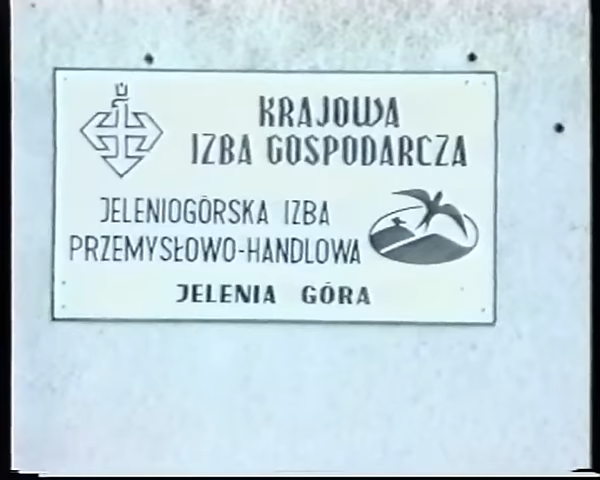 KRAJOWA
IZBA GOSPODARCZA
JELENIOGÓRSKA IZBA
PRZEMYSŁOWO-HANDLOWA
JELENIA GÓRA